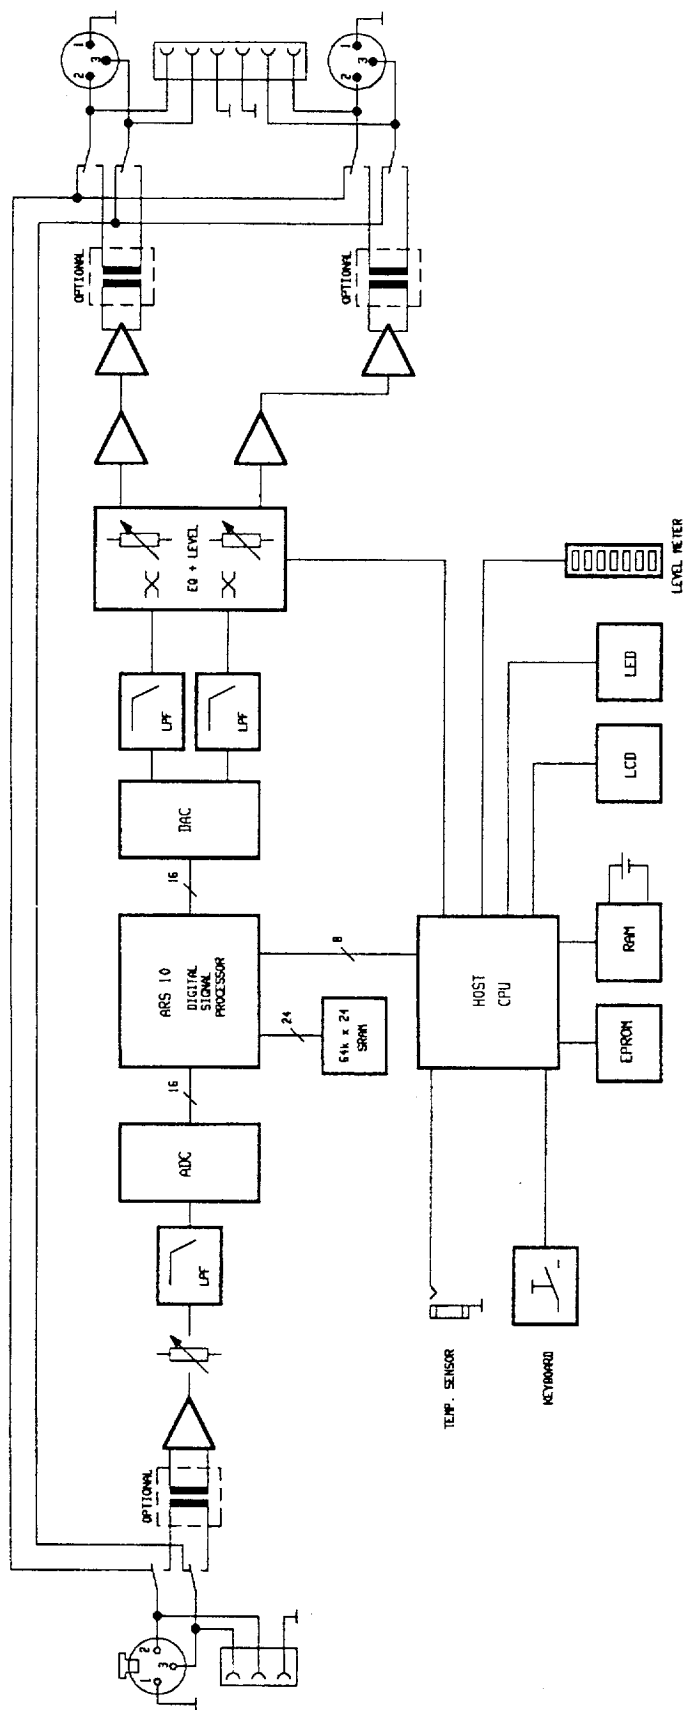 1
2
3
OPTIONAL
LPF
ADC
16
ARS 10
DIGITAL
SIGNAL
PROCESSOR
24
64k x 24
SRAM
8
16
DAC
LPF
LPF
EQ + LEVEL
OPTIONAL
OPTIONAL
1
2
3
1
2
3
TEMP. SENSOR
KEYBOARD
HOST
CPU
EPROM
RAM
LCD
LED
LEVEL METER